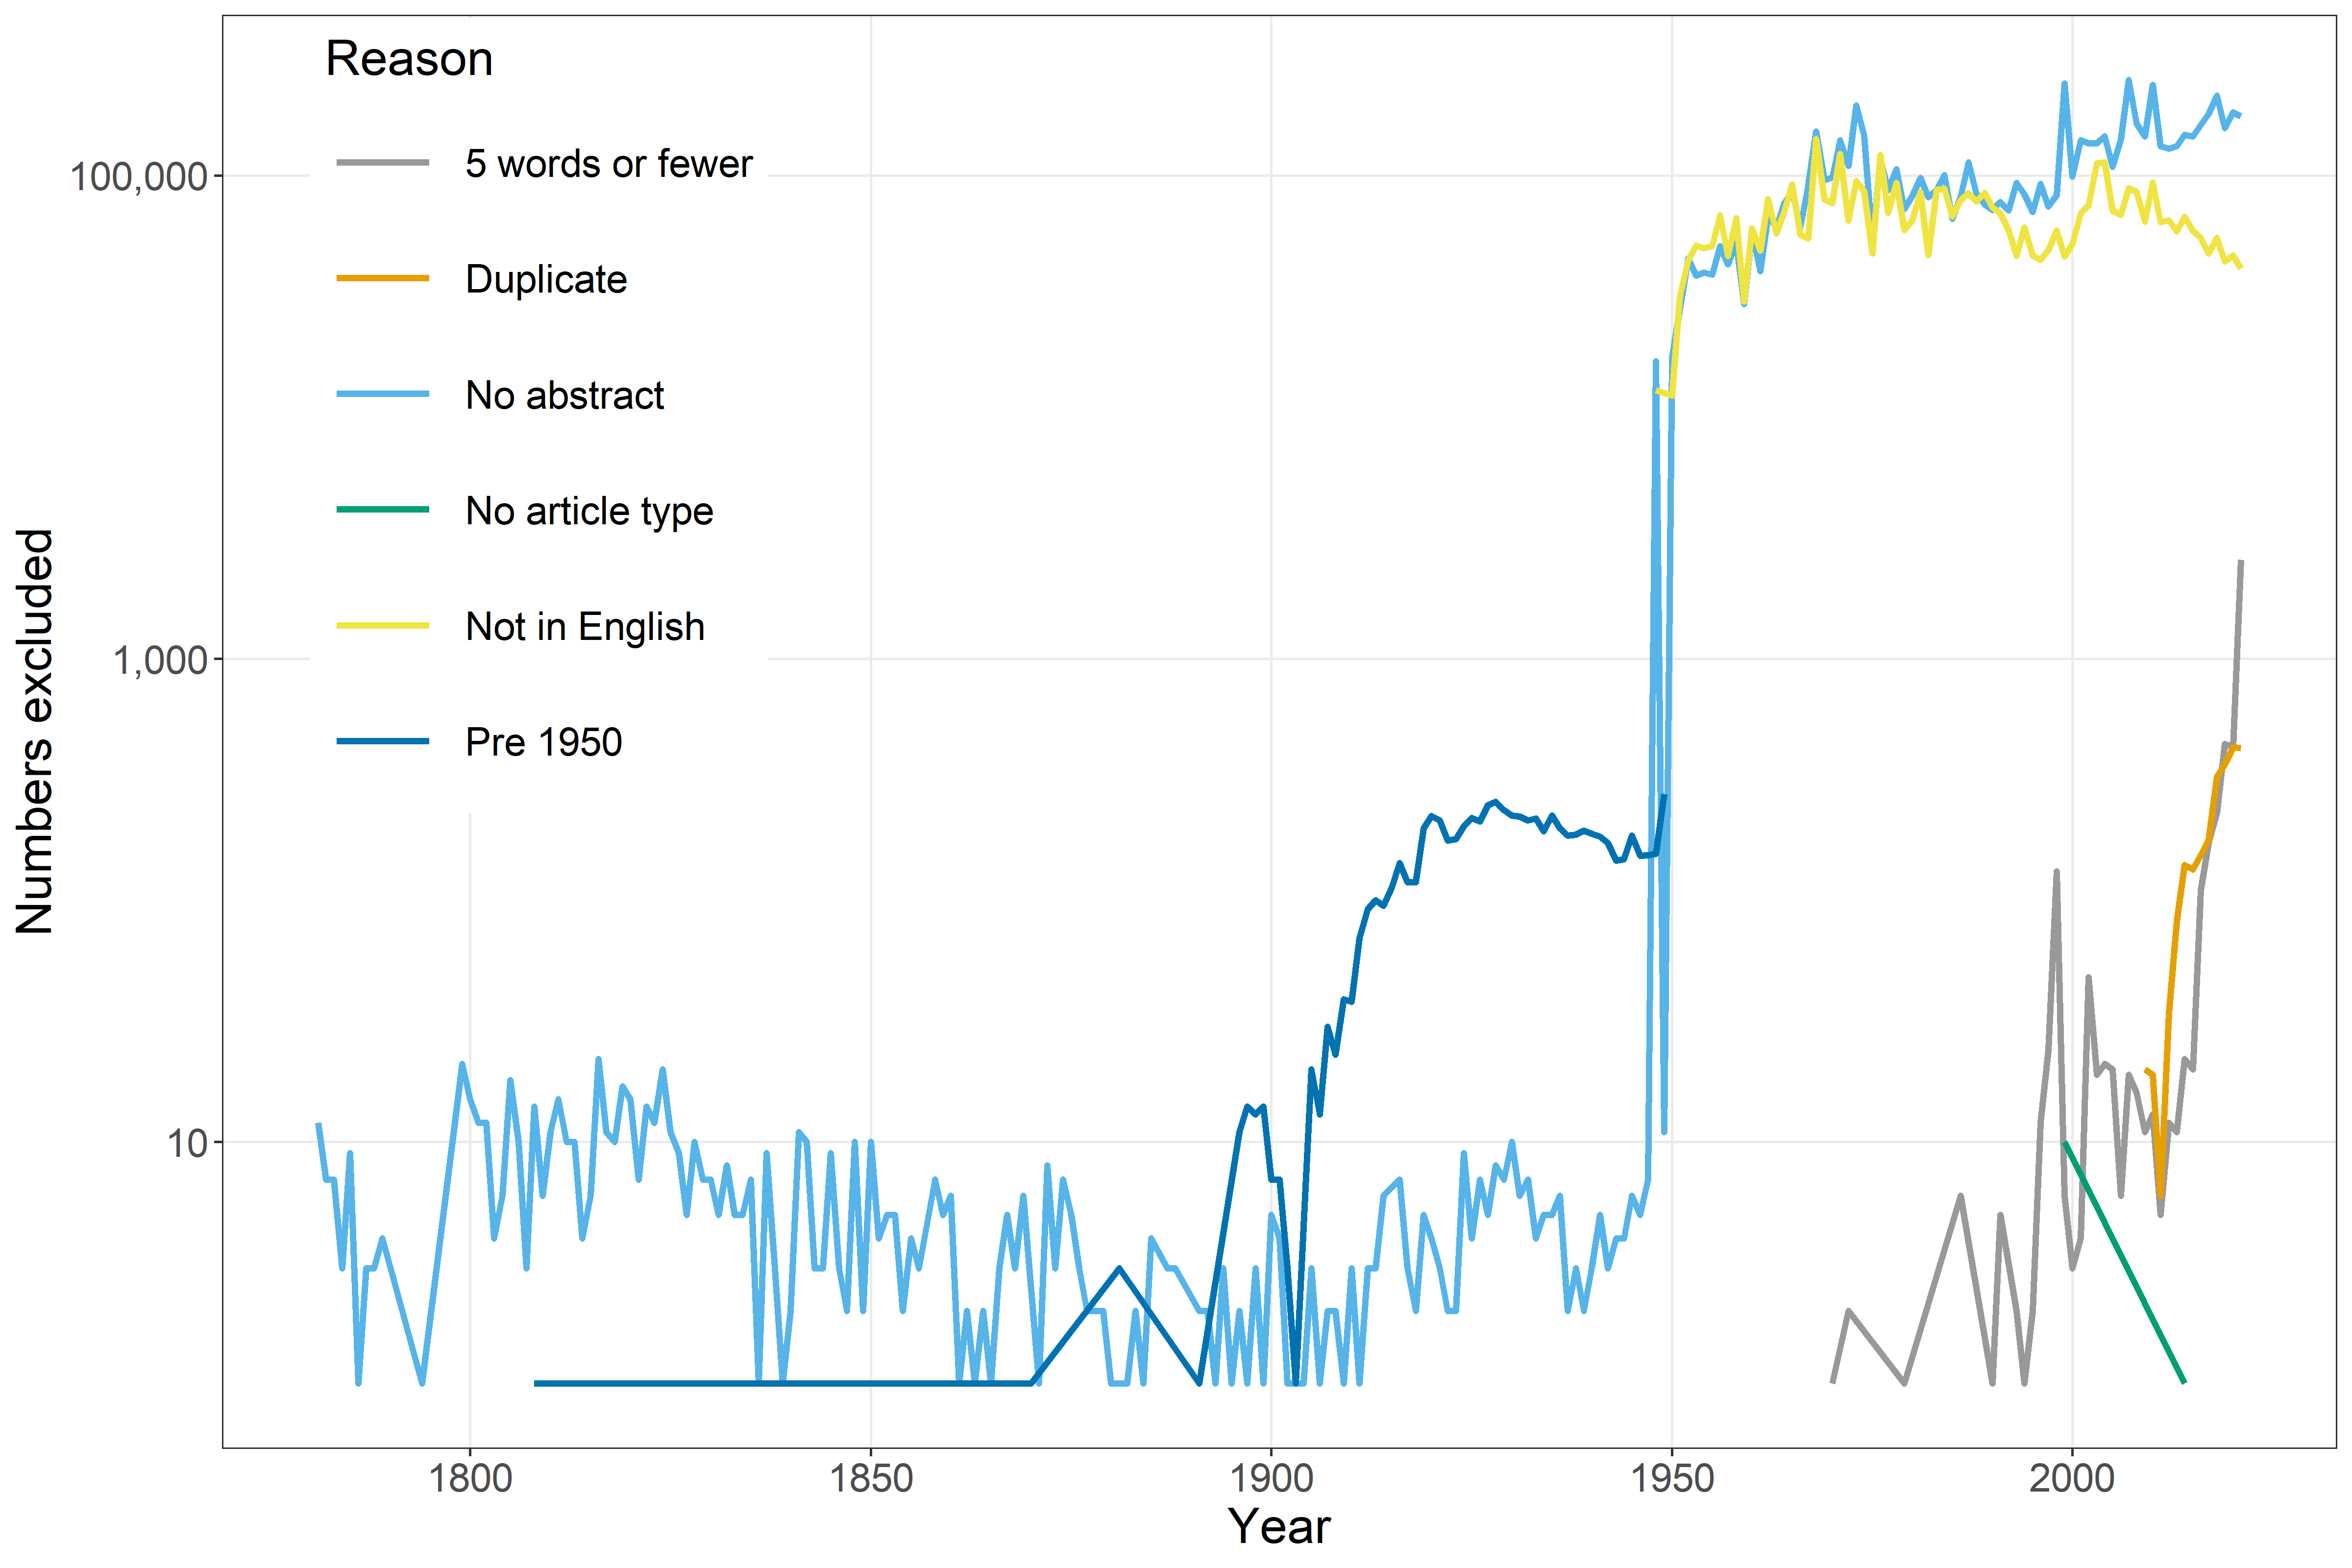 Reason
5 words or fewer
Duplicate
No abstract
No article type
Not in English
Pre 1950
100,000
1,000
10
Numbers excluded
1800
1850
1900
1950
2000
Year